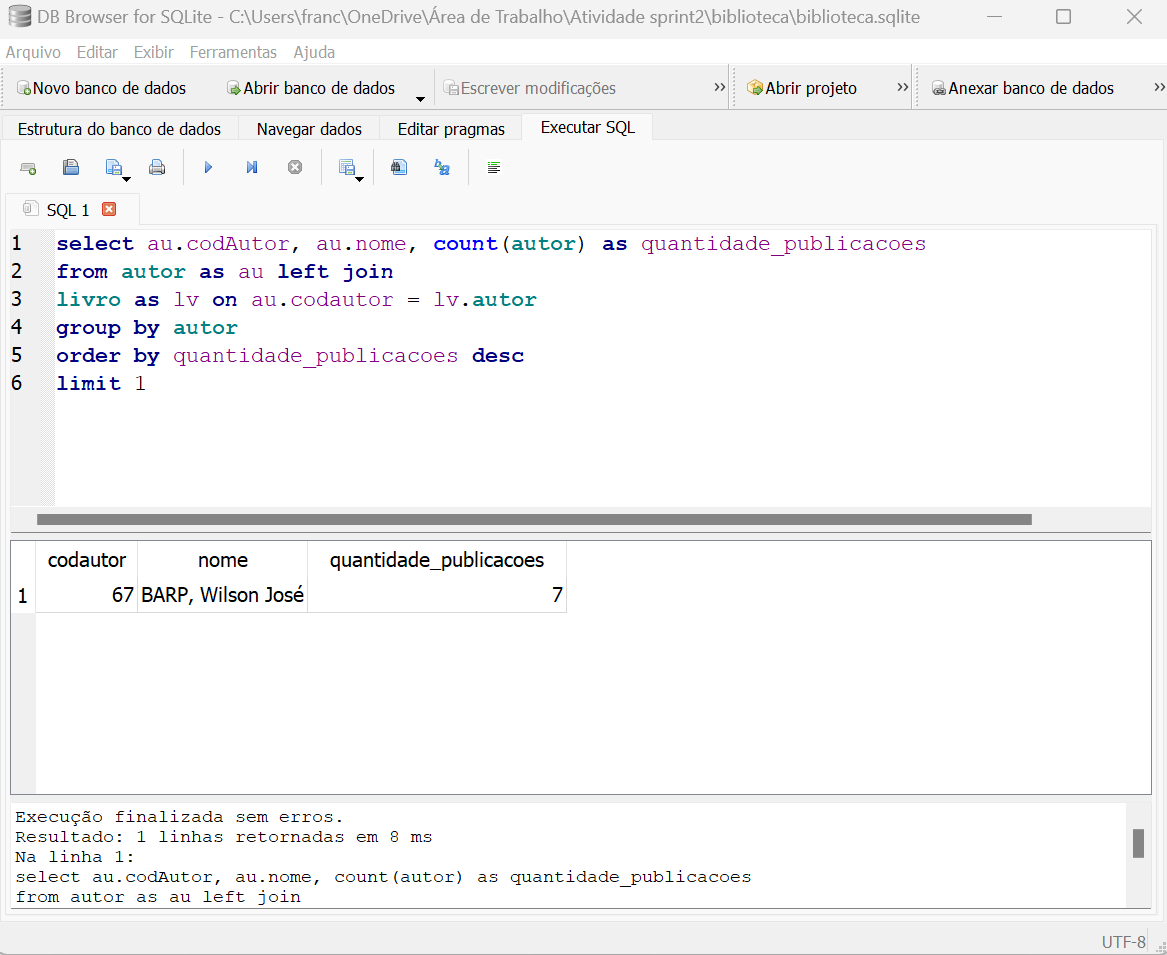 DB Browser for SQLite - C:\Users\franc\OneDrive\Área de Trabalho\Atividade sprint2\biblioteca\biblioteca.sqlite
Arquivo Editar Exibir Ferramentas Ajuda
Novo banco de dados Abrir banco de dados Escrever modificações » Abrir projeto » Anexar banco de dados »
Estrutura do banco de dados Navegar dados Editar pragmas Executar SQL
SQL 1
1 select au.codAutor, au.nome, count(autor) as quantidade_publicacoes
2 from autor as au left join
3 livro as lv on au.codautor = lv.autor
4 group by autor
5 order by quantidade_publicacoes desc
6 limit 1
codautor nome quantidade_publicacoes
1 67 BARP, Wilson José 7
Execução finalizada sem erros.
Resultado: 1 linhas retornadas em 8 ms
Na linha 1:
select au.codAutor, au.nome, count(autor) as quantidade_publicacoes
from autor as au left join
UTF-8